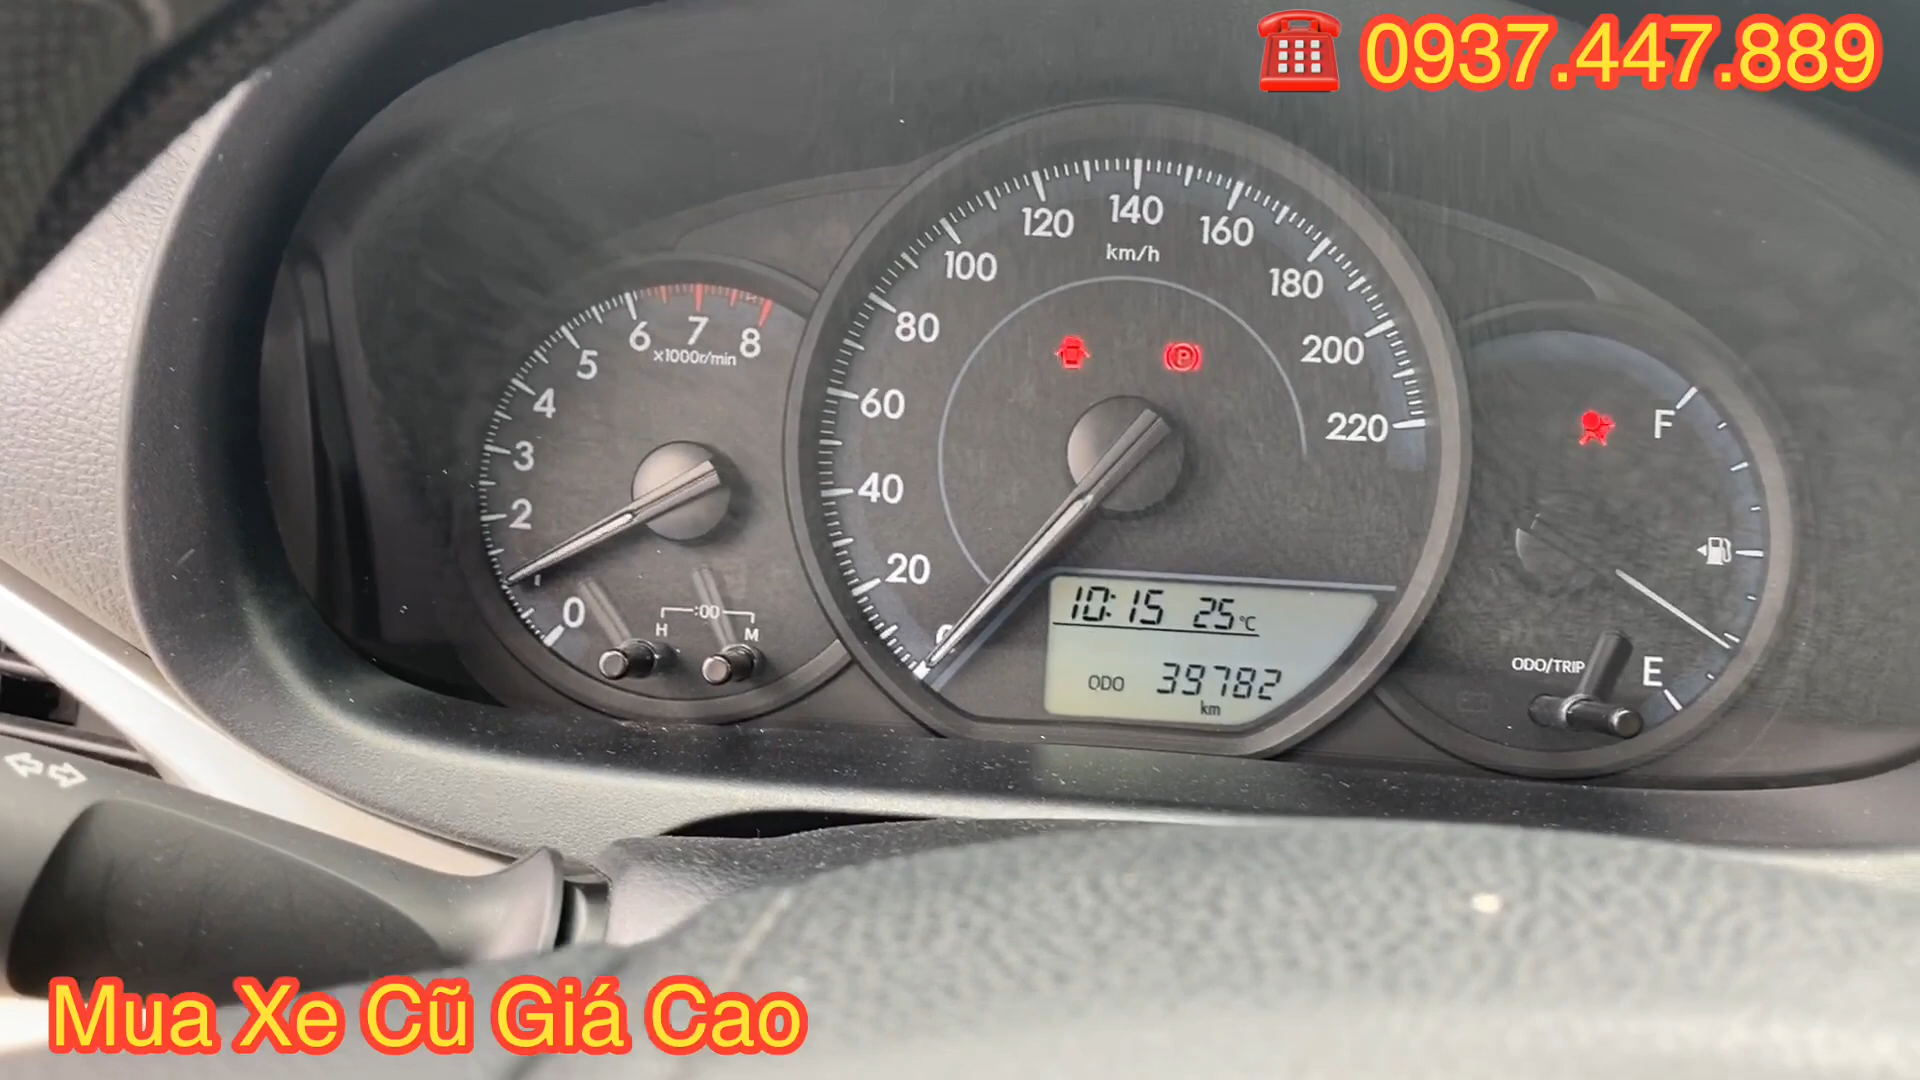 0937.447.889
0
1
2
3
4
5
6
7
8
x1000r/min
H
:00
M
20
40
60
80
100
120
140
160
180
200
220
km/h
P
10:15 25°C
ODO 39782
km
F
E
ODO/TRIP
Mua Xe Cũ Giá Cao